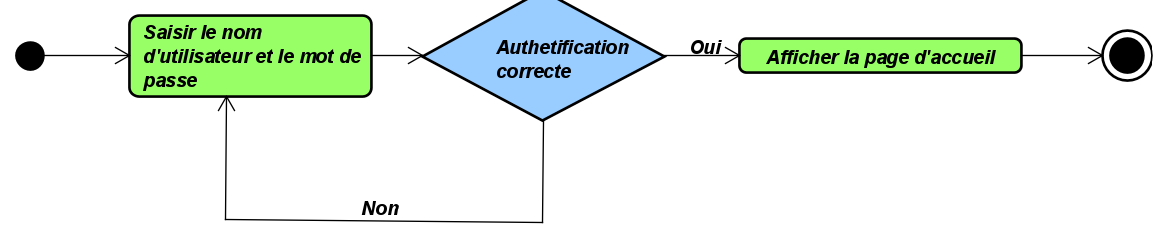 Saisir le nom
d'utilisateur et le mot de
passe
Authetification
correcte
Oui
Afficher la page d'accueil
Non